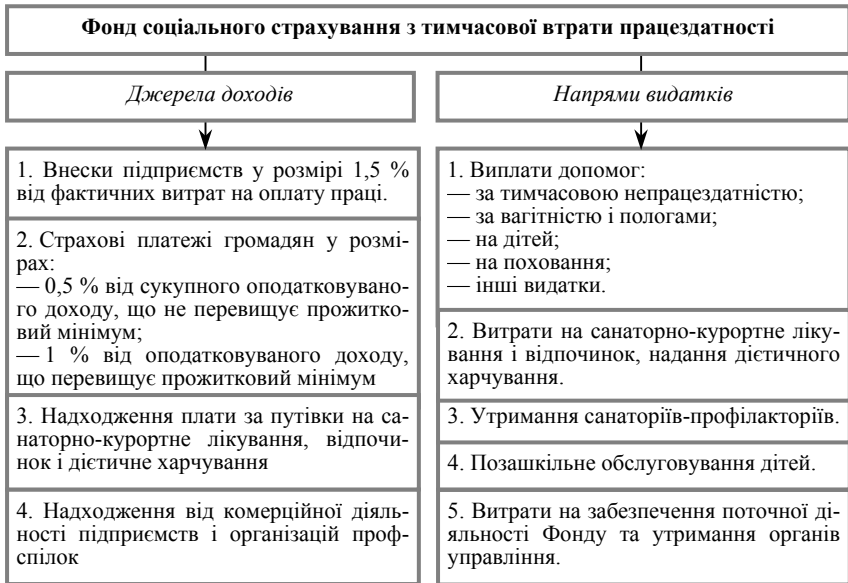 Фонд соціального страхування з тимчасової втрати працездатності
Джерела доходів
1. Внески підприємств у розмірі 1,5 %
від фактичних витрат на оплату праці.
2. Страхові платежі громадян у розмі-
рах:
— 0,5 % від сукупного оподатковувано-
го доходу, що не перевищує прожитко-
вий мінімум;
— 1 % від оподатковуваного доходу,
що перевищує прожитковий мінімум
3. Надходження плати за путівки на са-
наторно-курортне лікування, відпочи-
нок і дієтичне харчування
4. Надходження від комерційної діяль-
ності підприємств і організацій проф-
спілок
Напрями видатків
1. Виплати допомог:
— за тимчасовою непрацездатністю;
— за вагітністю і пологами;
— на дітей;
— на поховання;
— інші видатки.
2. Витрати на санаторно-курортне ліку-
вання і відпочинок, надання дієтичного
харчування.
3. Утримання санаторіїв-профілакторіїв.
4. Позашкільне обслуговування дітей.
5. Витрати на забезпечення поточної ді-
яльності Фонду та утримання органів
управління.